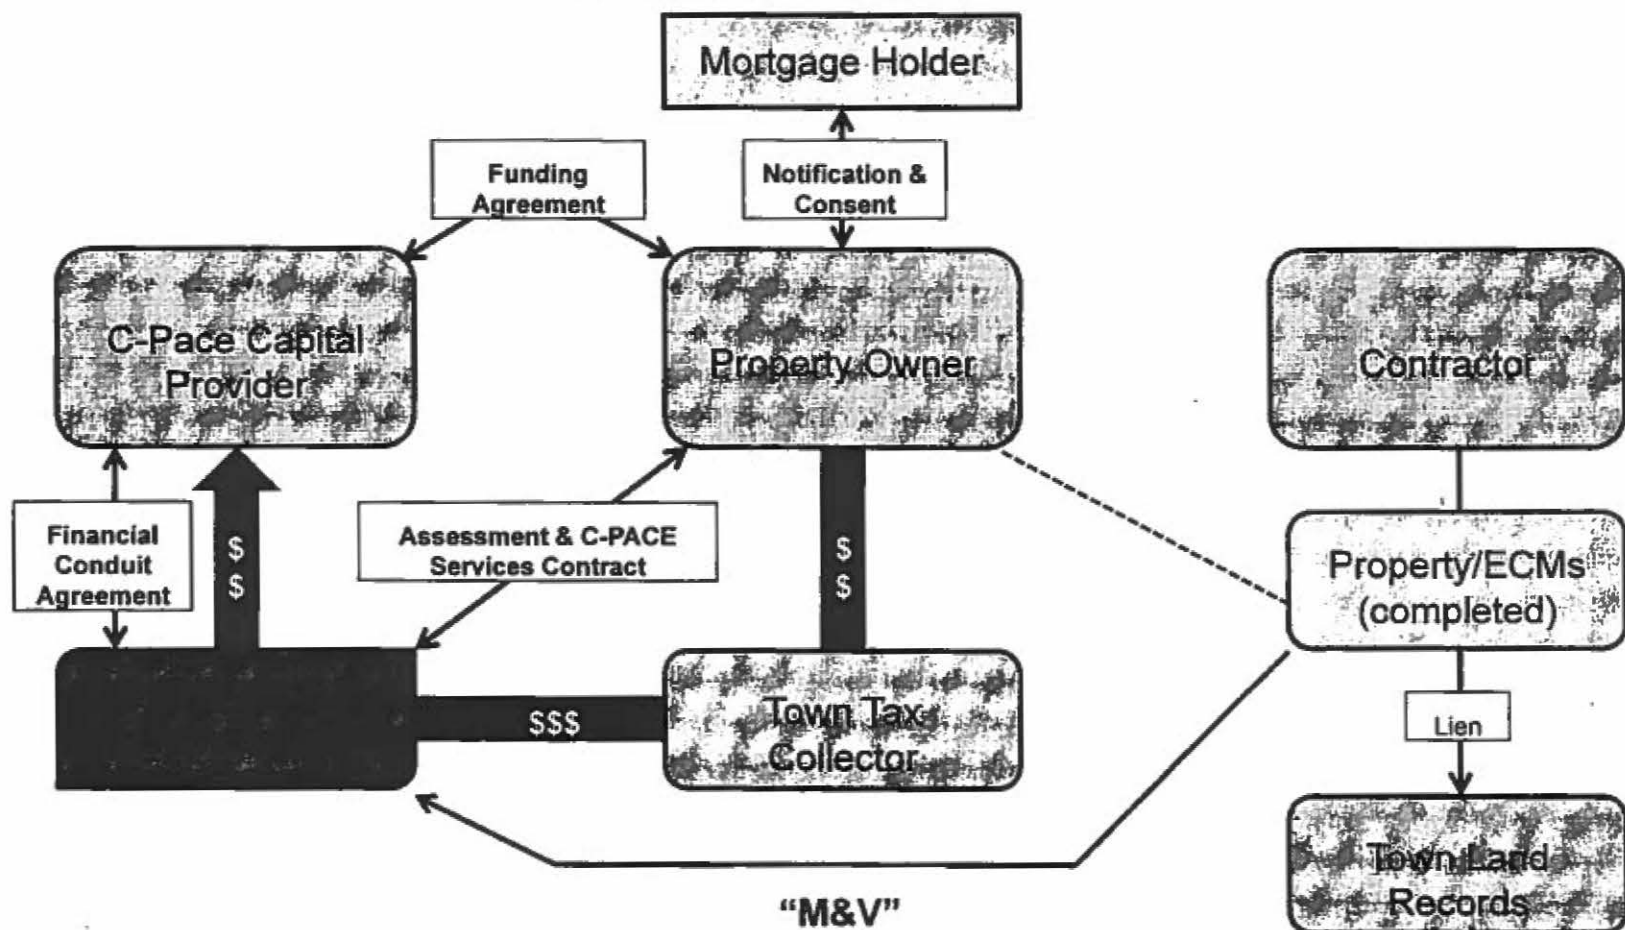 Mortgage Holder
Funding
Agreement
Notification &
Consent
C-Pace Capital
Provider
Property Owner
Contractor
Financial
Conduit
Agreement
$
$
Assessment & C-PACE
Services Contract
$
$
Property/ECMs
(completed)
$$$
Town Tax
Collector
Lien
Town Land
Records
“M&V”